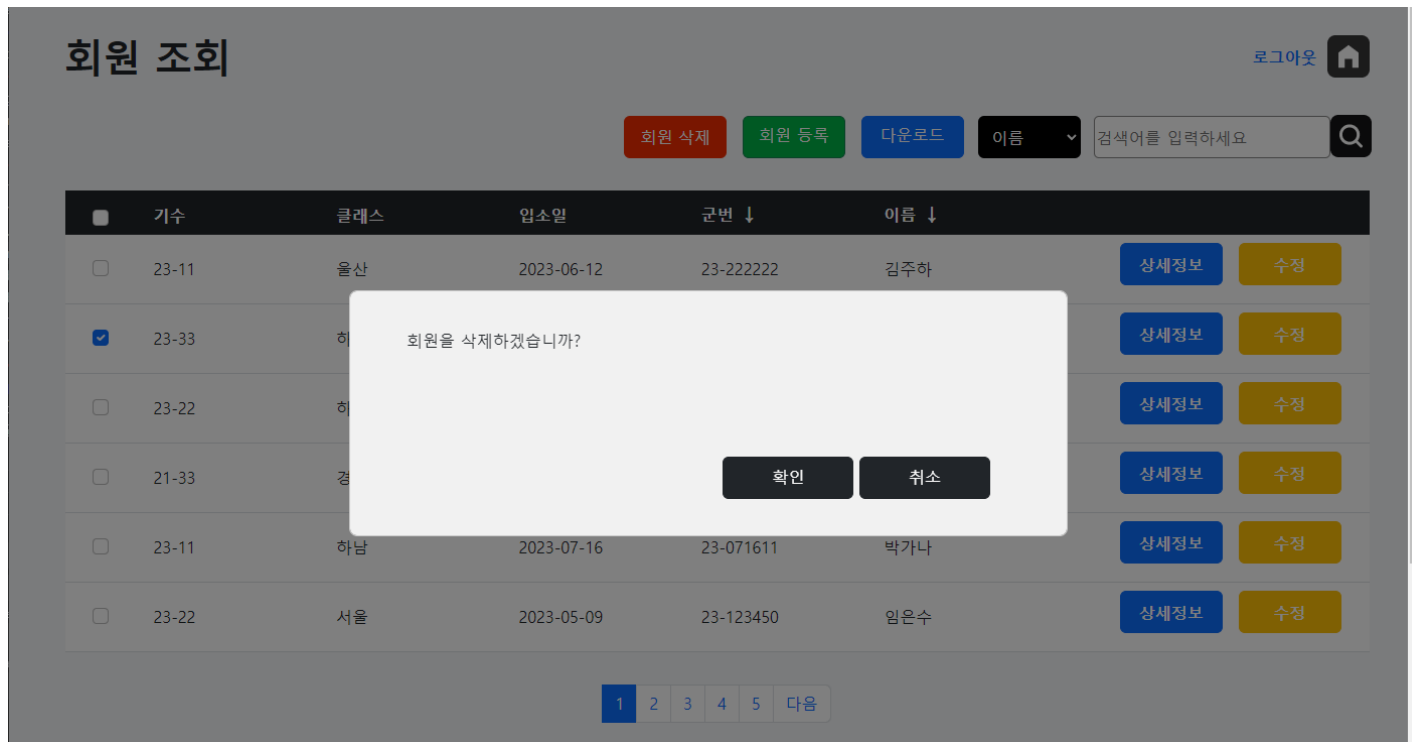 회원 조회
로그아웃
회원 삭제 회원 등록 다운로드 이름 검색어를 입력하세요
기수 클래스 입소일 군번 ↓ 이름 ↓
23-11 울산 2023-06-12 23-222222 김주하 상세정보 수정
23-33 상세정보 수정
회원을 삭제하겠습니까?
23-22 상세정보 수정
21-33 상세정보 수정
확인 취소
23-11 하남 2023-07-16 23-071611 박가나 상세정보 수정
23-22 서울 2023-05-09 23-123450 임은수 상세정보 수정
1 2 3 4 5 다음